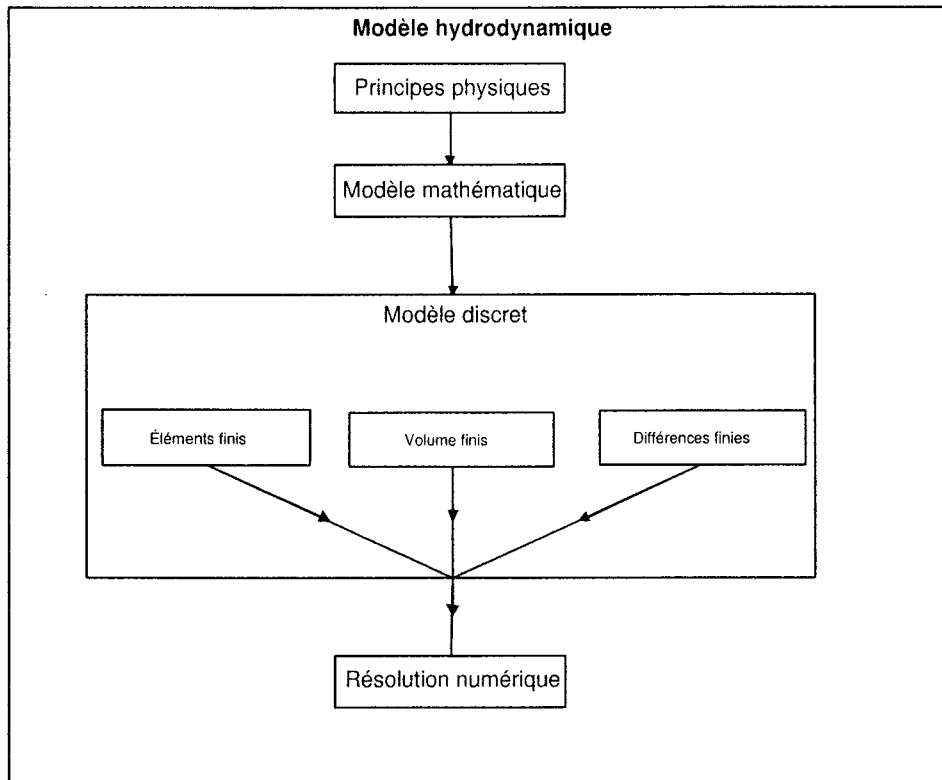 Modèle hydrodynamique
Principes physiques
Modèle mathématique
Modèle discret
Éléments finis
Volume finis
Différences finies
Résolution numérique